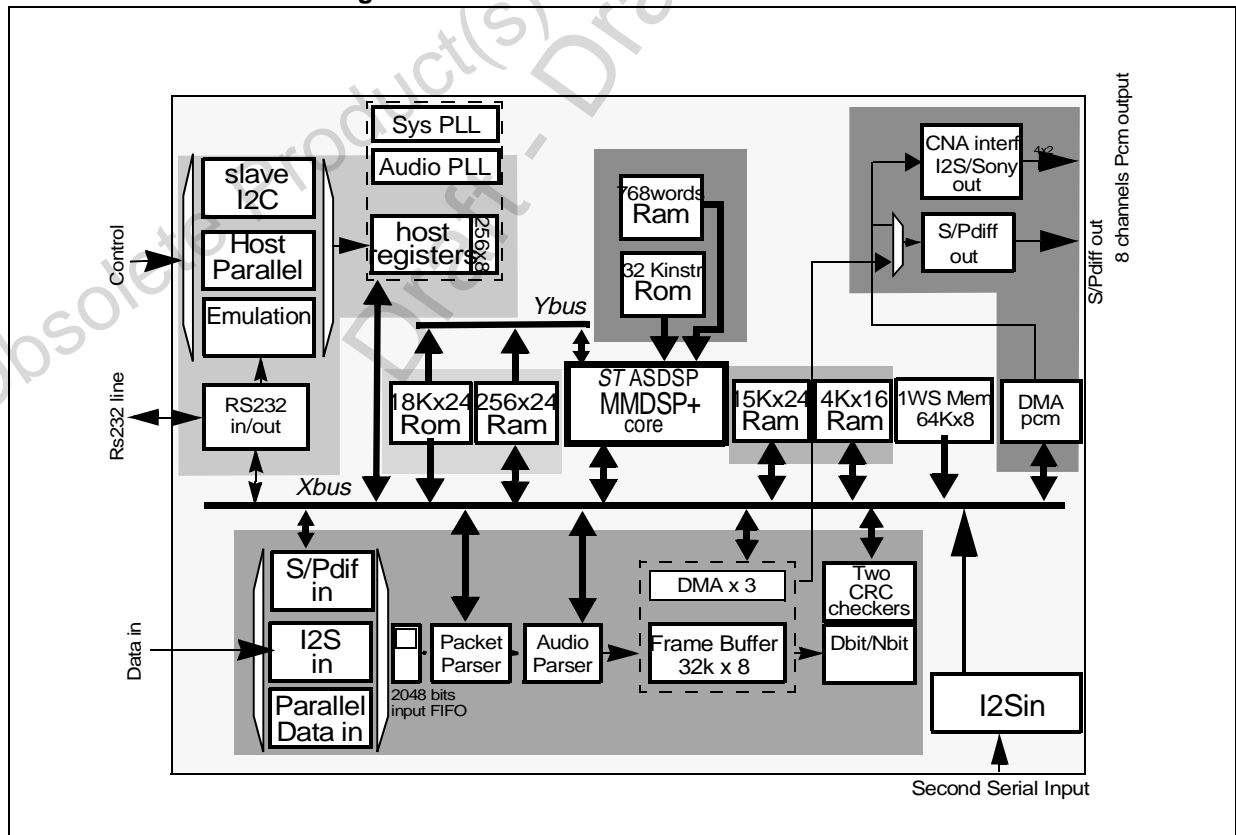 Obsolete Product(s)
Draft - Dra
Sys PLL
Audio PLL
slave
I2C
Host
Parallel
Emulation
host
registers
256x8
Control
Rs232 line
RS232
in/out
768words
Ram
32 Kinstr
Rom
CNA interf
I2S/Sony
out
4x2
S/Pdiff
out
S/Pdiff out
8 channels Pcm output
Ybus
18Kx24
Rom
256x24
Ram
ST ASDSP
MMDSP+
core
15Kx24
Ram
4Kx16
Ram
1WS Mem
64Kx8
DMA
pcm
Xbus
Data in
S/Pdif
in
I2S
in
Parallel
Data in
2048 bits
input FIFO
Packet
Parser
Audio
Parser
DMA x 3
Frame Buffer
32k x 8
Two
CRC
checkers
Dbit/Nbit
I2Sin
Second Serial Input